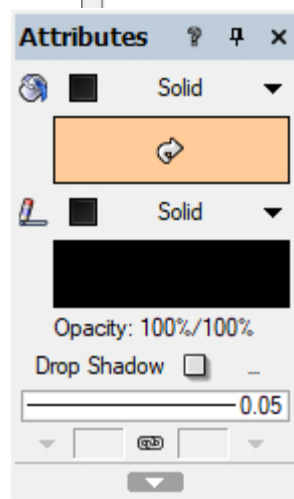 Attributes
Solid
Solid
Opacity: 100%/100%
Drop Shadow ...
0.05